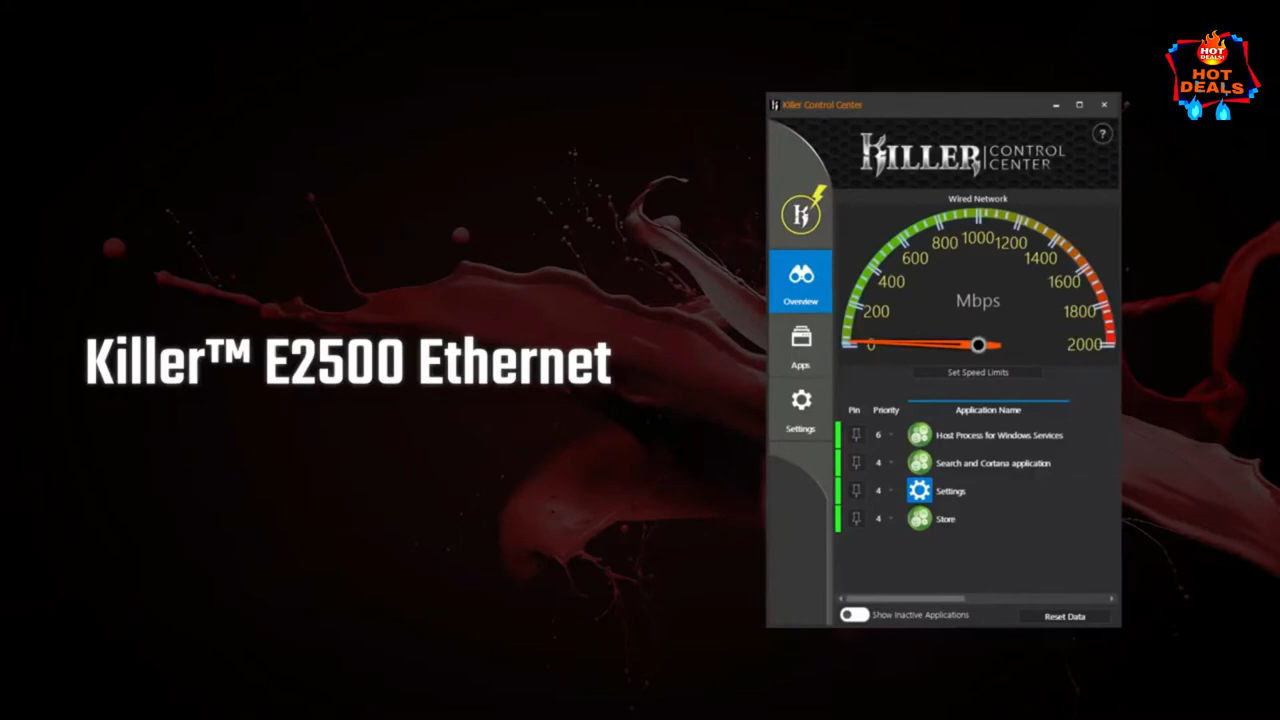 HOT
DEALS!
HOT
DEALS
Killer Control Center
?
KILLER
CONTROL
CENTER
K
Wired Network
0
200
400
600
800
1000
1200
1400
1600
1800
2000
Mbps
Overview
Apps
Settings
Set Speed Limits
Killer™ E2500 Ethernet
Pin Priority Application Name
6 Host Process for Windows Services
4 Search and Cortana application
4 Settings
4 Store
Show Inactive Applications
Reset Data